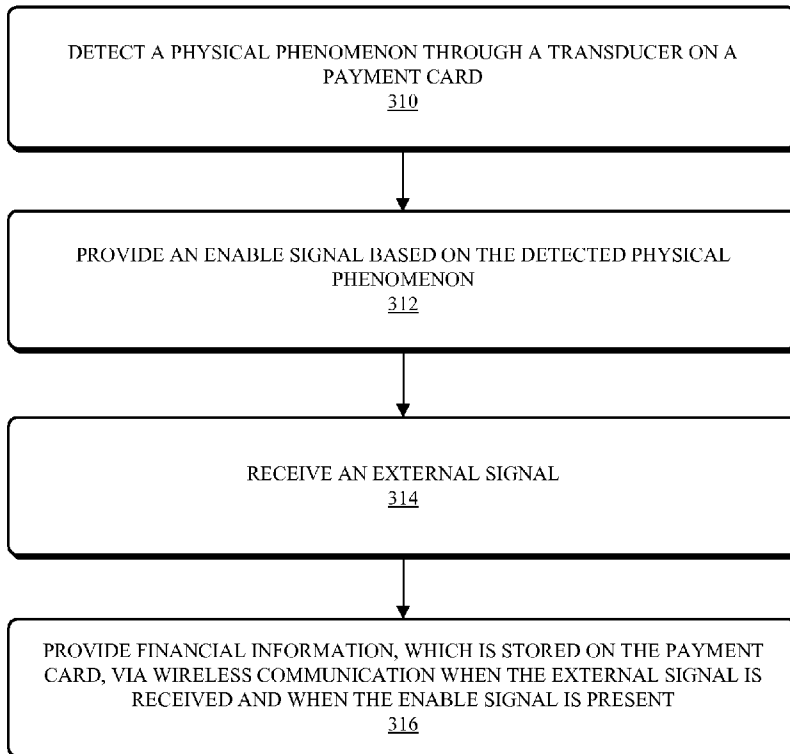 DETECT A PHYSICAL PHENOMENON THROUGH A TRANSDUCER ON A
PAYMENT CARD
310
PROVIDE AN ENABLE SIGNAL BASED ON THE DETECTED PHYSICAL
PHENOMENON
312
RECEIVE AN EXTERNAL SIGNAL
314
PROVIDE FINANCIAL INFORMATION, WHICH IS STORED ON THE PAYMENT
CARD, VIA WIRELESS COMMUNICATION WHEN THE EXTERNAL SIGNAL IS
RECEIVED AND WHEN THE ENABLE SIGNAL IS PRESENT
316